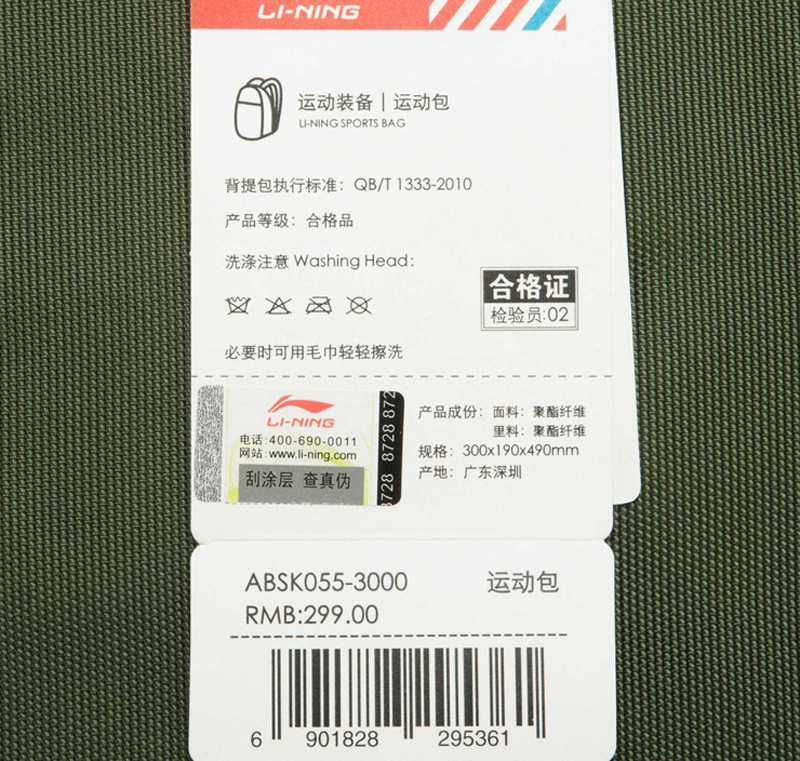 LI-NING
运动装备|运动包
LI-NING SPORTS BAG
背提包执行标准：QB/T 1333-2010
产品等级：合格品
洗涤注意 Washing Head:
合格证
检验员:02
必要时可用毛巾轻轻擦洗
LI-NING
电话:400-690-0011
网站:www.li-ning.com
刮涂层 查真伪
8728 8728 872
产品成份：面料：聚酯纤维
里料：聚酯纤维
规格：300x190x490mm
产地：广东深圳
ABSK055-3000 运动包
RMB:299.00
6 901828 295361